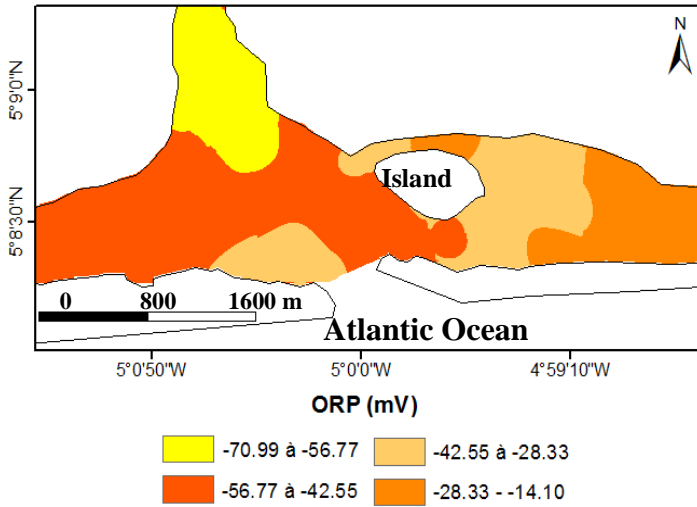 N
5°9'0"N
5°8'30"N
Island
0 800 1600 m
Atlantic Ocean
5°0'50"W 5°0'0"W 4°59'10"W
ORP (mV)
-70.99 à -56.77 -42.55 à -28.33
-56.77 à -42.55 -28.33 - -14.10